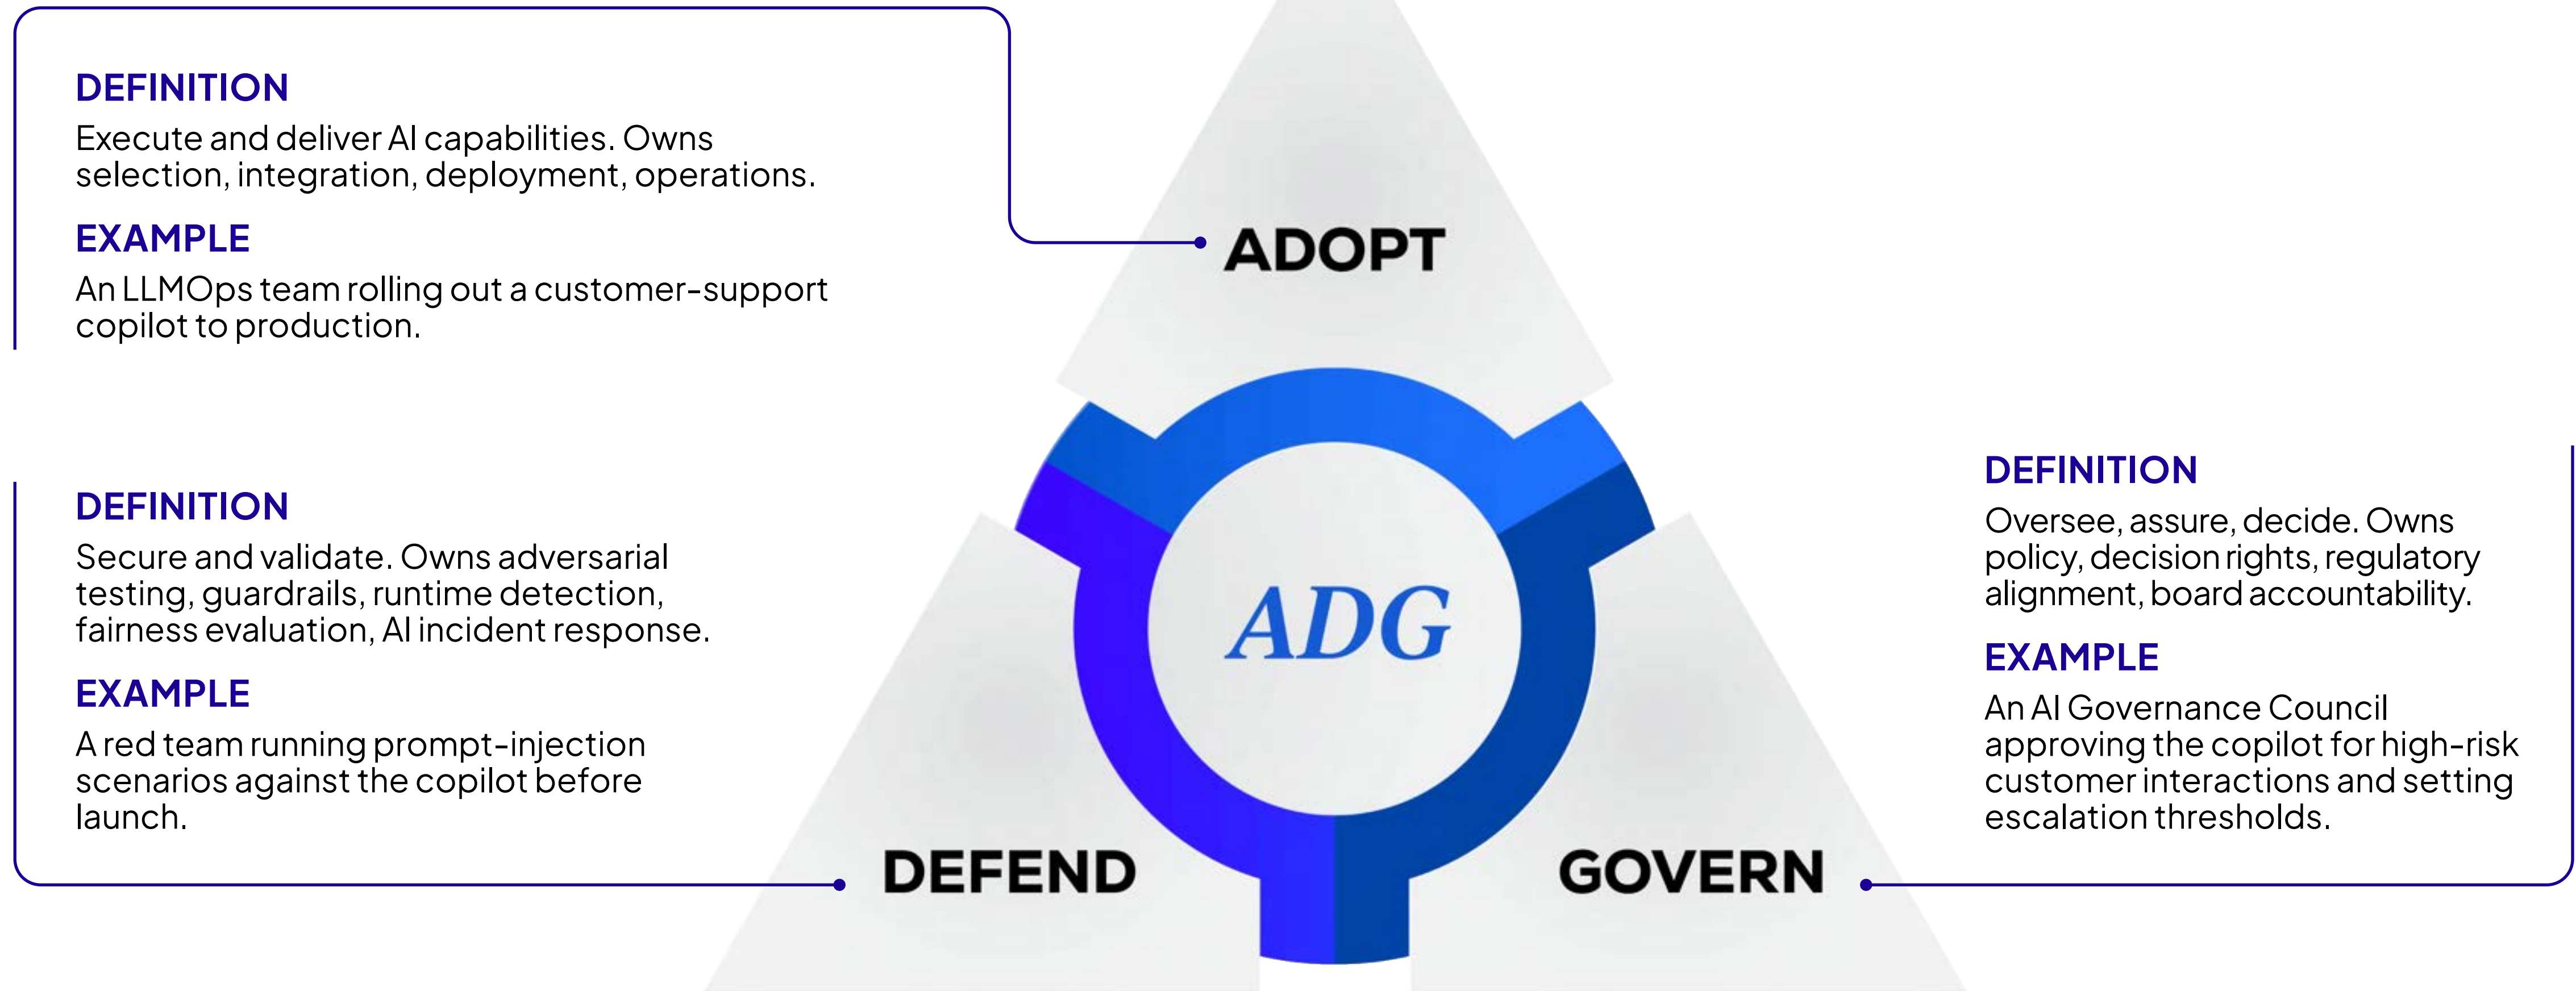 DEFINITION
Execute and deliver AI capabilities. Owns
selection, integration, deployment, operations.
EXAMPLE
An LLMOps team rolling out a customer-support
copilot to production.
ADOPT
DEFINITION
Secure and validate. Owns adversarial
testing, guardrails, runtime detection,
fairness evaluation, AI incident response.
EXAMPLE
A red team running prompt-injection
scenarios against the copilot before
launch.
DEFEND
ADG
GOVERN
DEFINITION
Oversee, assure, decide. Owns
policy, decision rights, regulatory
alignment, board accountability.
EXAMPLE
An AI Governance Council
approving the copilot for high-risk
customer interactions and setting
escalation thresholds.